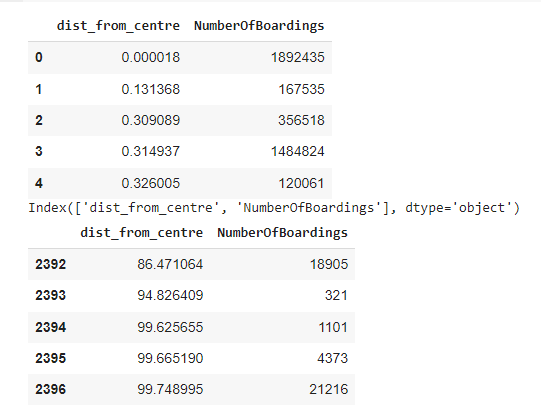 dist_from_centre NumberOfBoardings
0 0.000018 1892435
1 0.131368 167535
2 0.309089 356518
3 0.314937 1484824
4 0.326005 120061
Index(['dist_from_centre', 'NumberOfBoardings'], dtype='object')
dist_from_centre NumberOfBoardings
2392 86.471064 18905
2393 94.826409 321
2394 99.625655 1101
2395 99.665190 4373
2396 99.748995 21216